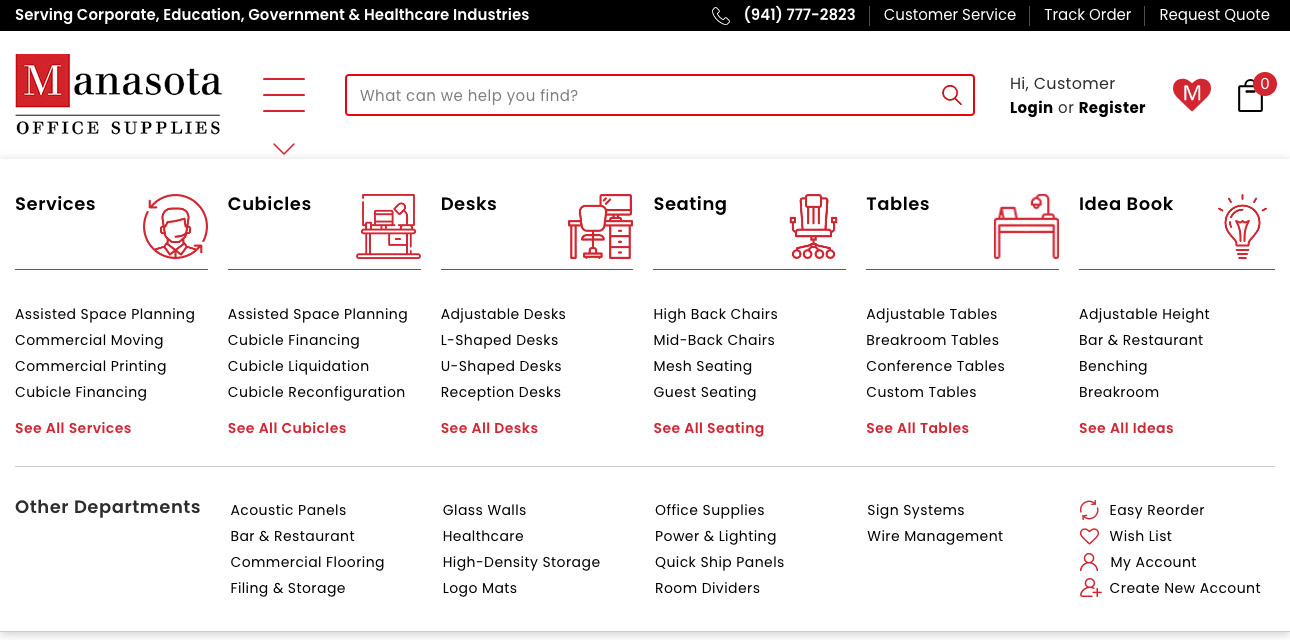 Serving Corporate, Education, Government & Healthcare Industries
(941) 777-2823
Customer Service
Track Order
Request Quote
Manasota
OFFICE SUPPLIES
What can we help you find?
Hi, Customer
Login or Register
M
0
Services
Cubicles
Desks
Seating
Tables
Idea Book
Assisted Space Planning
Commercial Moving
Commercial Printing
Cubicle Financing
See All Services
Assisted Space Planning
Cubicle Financing
Cubicle Liquidation
Cubicle Reconfiguration
See All Cubicles
Adjustable Desks
L-Shaped Desks
U-Shaped Desks
Reception Desks
See All Desks
High Back Chairs
Mid-Back Chairs
Mesh Seating
Guest Seating
See All Seating
Adjustable Tables
Breakroom Tables
Conference Tables
Custom Tables
See All Tables
Adjustable Height
Bar & Restaurant
Benching
Breakroom
See All Ideas
Other Departments
Acoustic Panels
Bar & Restaurant
Commercial Flooring
Filing & Storage
Glass Walls
Healthcare
High-Density Storage
Logo Mats
Office Supplies
Power & Lighting
Quick Ship Panels
Room Dividers
Sign Systems
Wire Management
Easy Reorder
Wish List
My Account
Create New Account